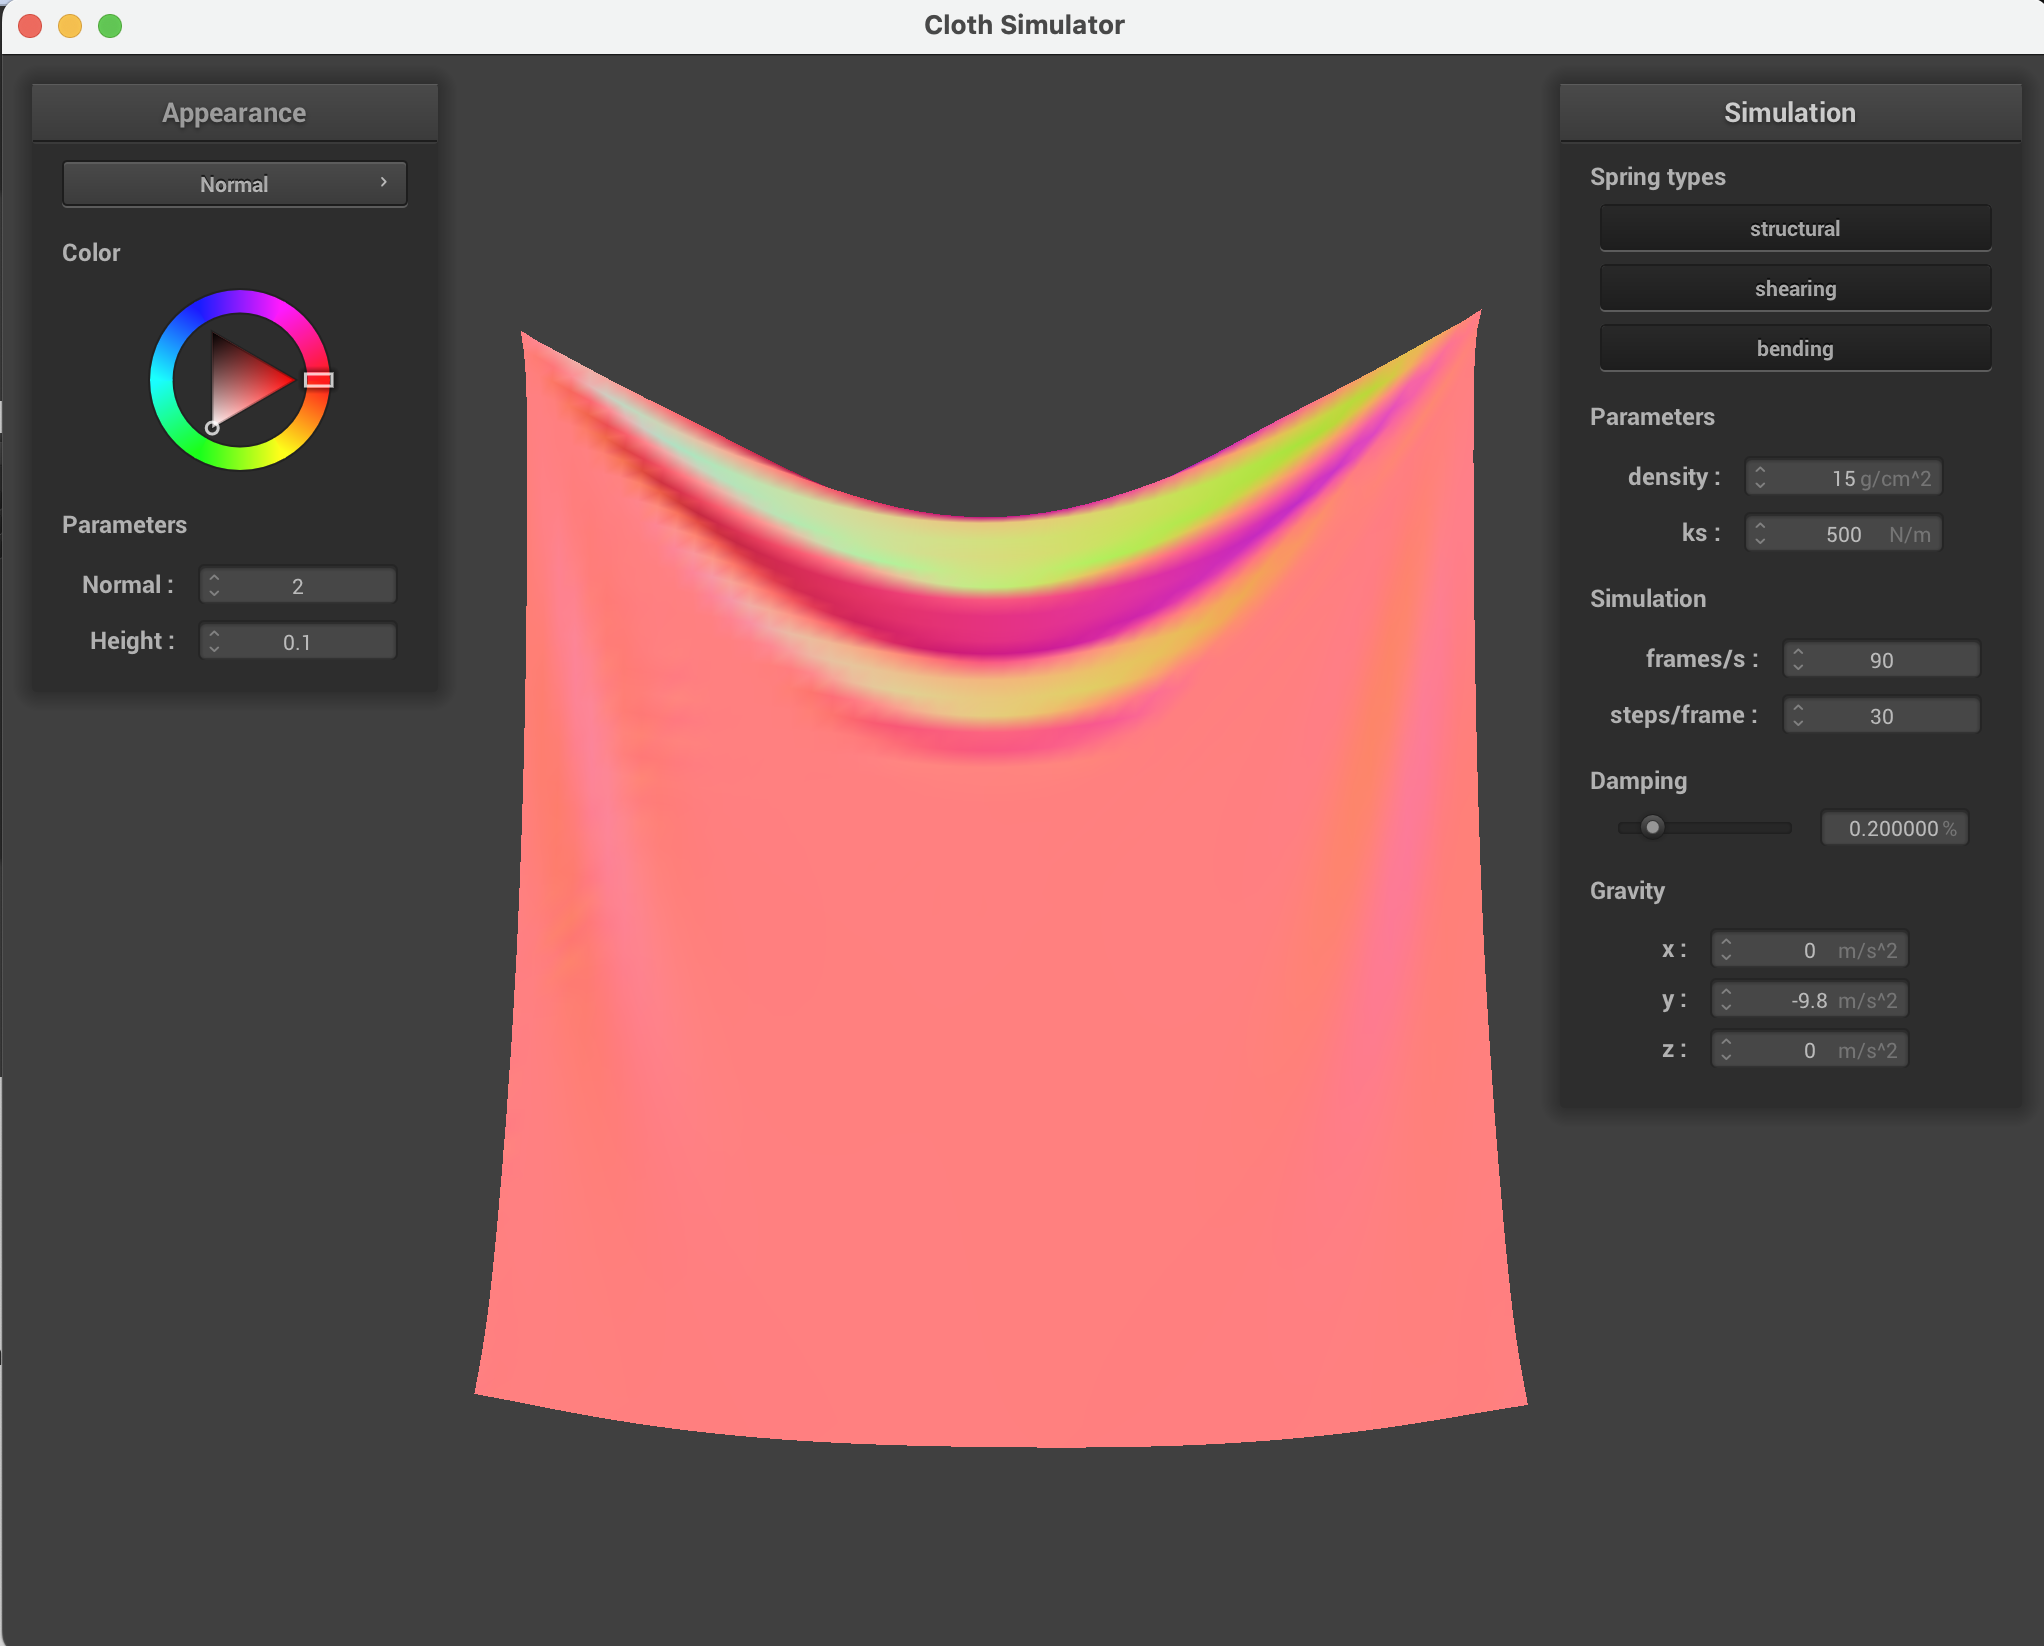 Cloth Simulator
Appearance
Normal
Color
Parameters
Normal : 2
Height : 0.1
Simulation
Spring types
structural
shearing
bending
Parameters
density : 15 g/cm^2
ks : 500 N/m
Simulation
frames/s : 90
steps/frame : 30
Damping
0.200000 %
Gravity
x : 0 m/s^2
y : -9.8 m/s^2
z : 0 m/s^2